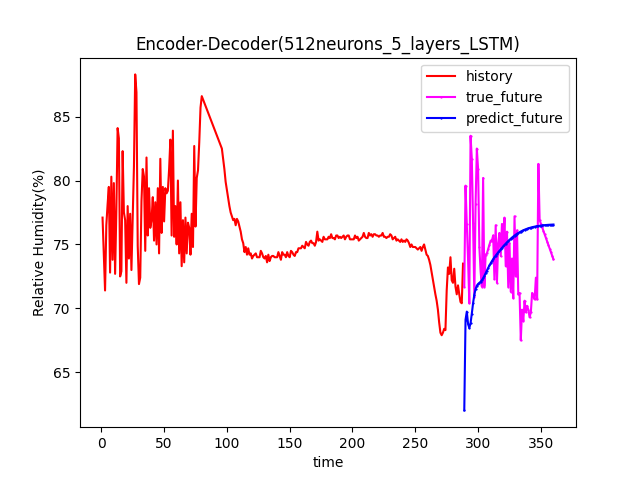 Encoder-Decoder(512neurons_5_layers_LSTM)
history
true_future
predict_future
Relative Humidity(%)
85
80
75
70
65
0 50 100 150 200 250 300 350
time